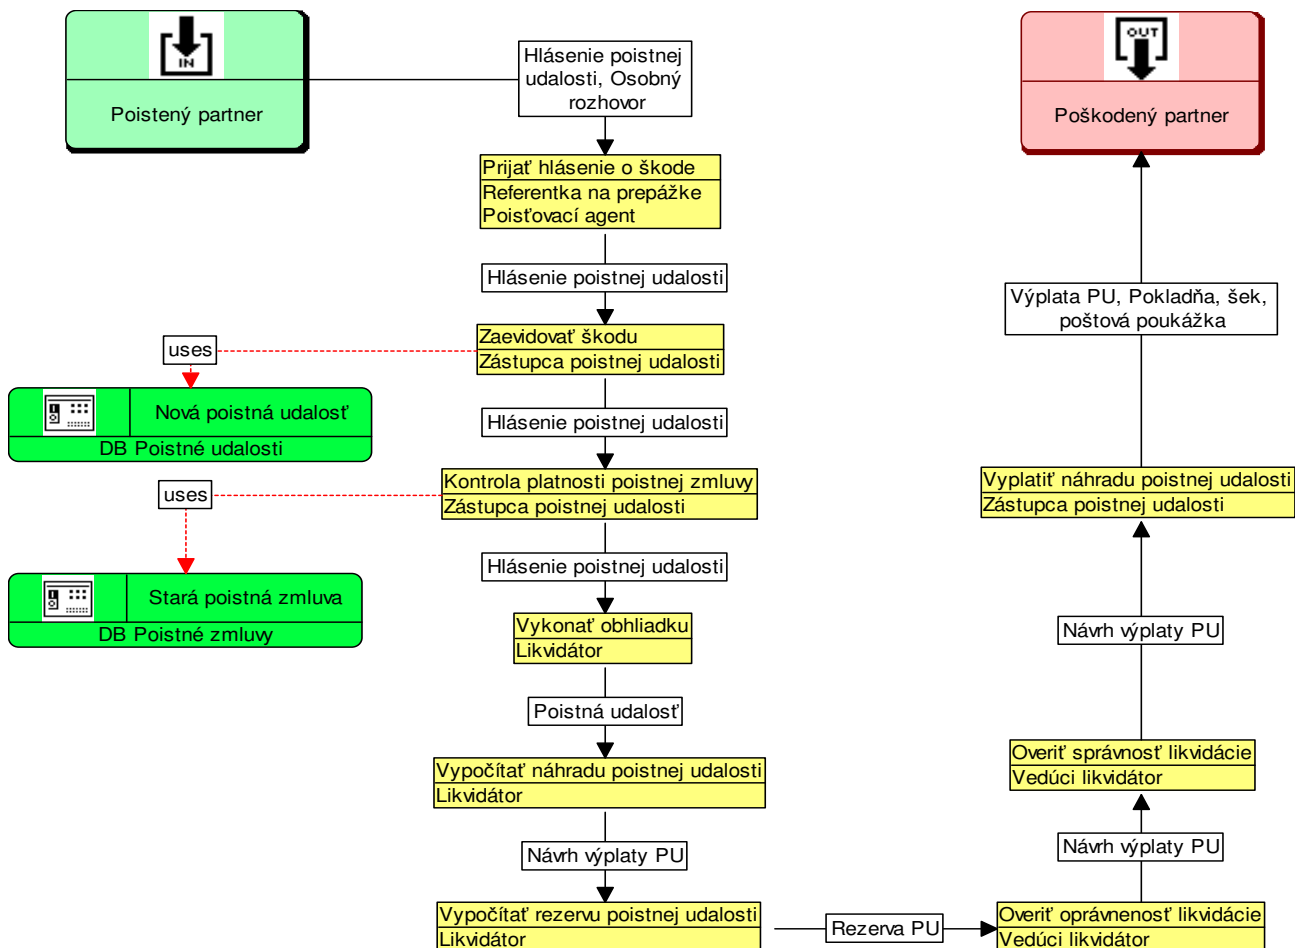 IN
Poistený partner
Hlásenie poistnej
udalosti, Osobný
rozhovor
OUT
Poškodený partner
Prijať hlásenie o škode
Referentka na prepážke
Poisťovací agent
Hlásenie poistnej udalosti
Výplata PU, Pokladňa, šek,
poštová poukážka
uses
Zaevidovať škodu
Zástupca poistnej udalosti
Nová poistná udalosť
DB Poistné udalosti
Hlásenie poistnej udalosti
uses
Kontrola platnosti poistnej zmluvy
Zástupca poistnej udalosti
Vyplatiť náhradu poistnej udalosti
Zástupca poistnej udalosti
Stará poistná zmluva
DB Poistné zmluvy
Hlásenie poistnej udalosti
Vykonať obhliadku
Likvidátor
Návrh výplaty PU
Poistná udalosť
Vypočítať náhradu poistnej udalosti
Likvidátor
Overiť správnosť likvidácie
Vedúci likvidátor
Návrh výplaty PU
Návrh výplaty PU
Vypočítať rezervu poistnej udalosti
Likvidátor
Rezerva PU
Overiť oprávnenosť likvidácie
Vedúci likvidátor